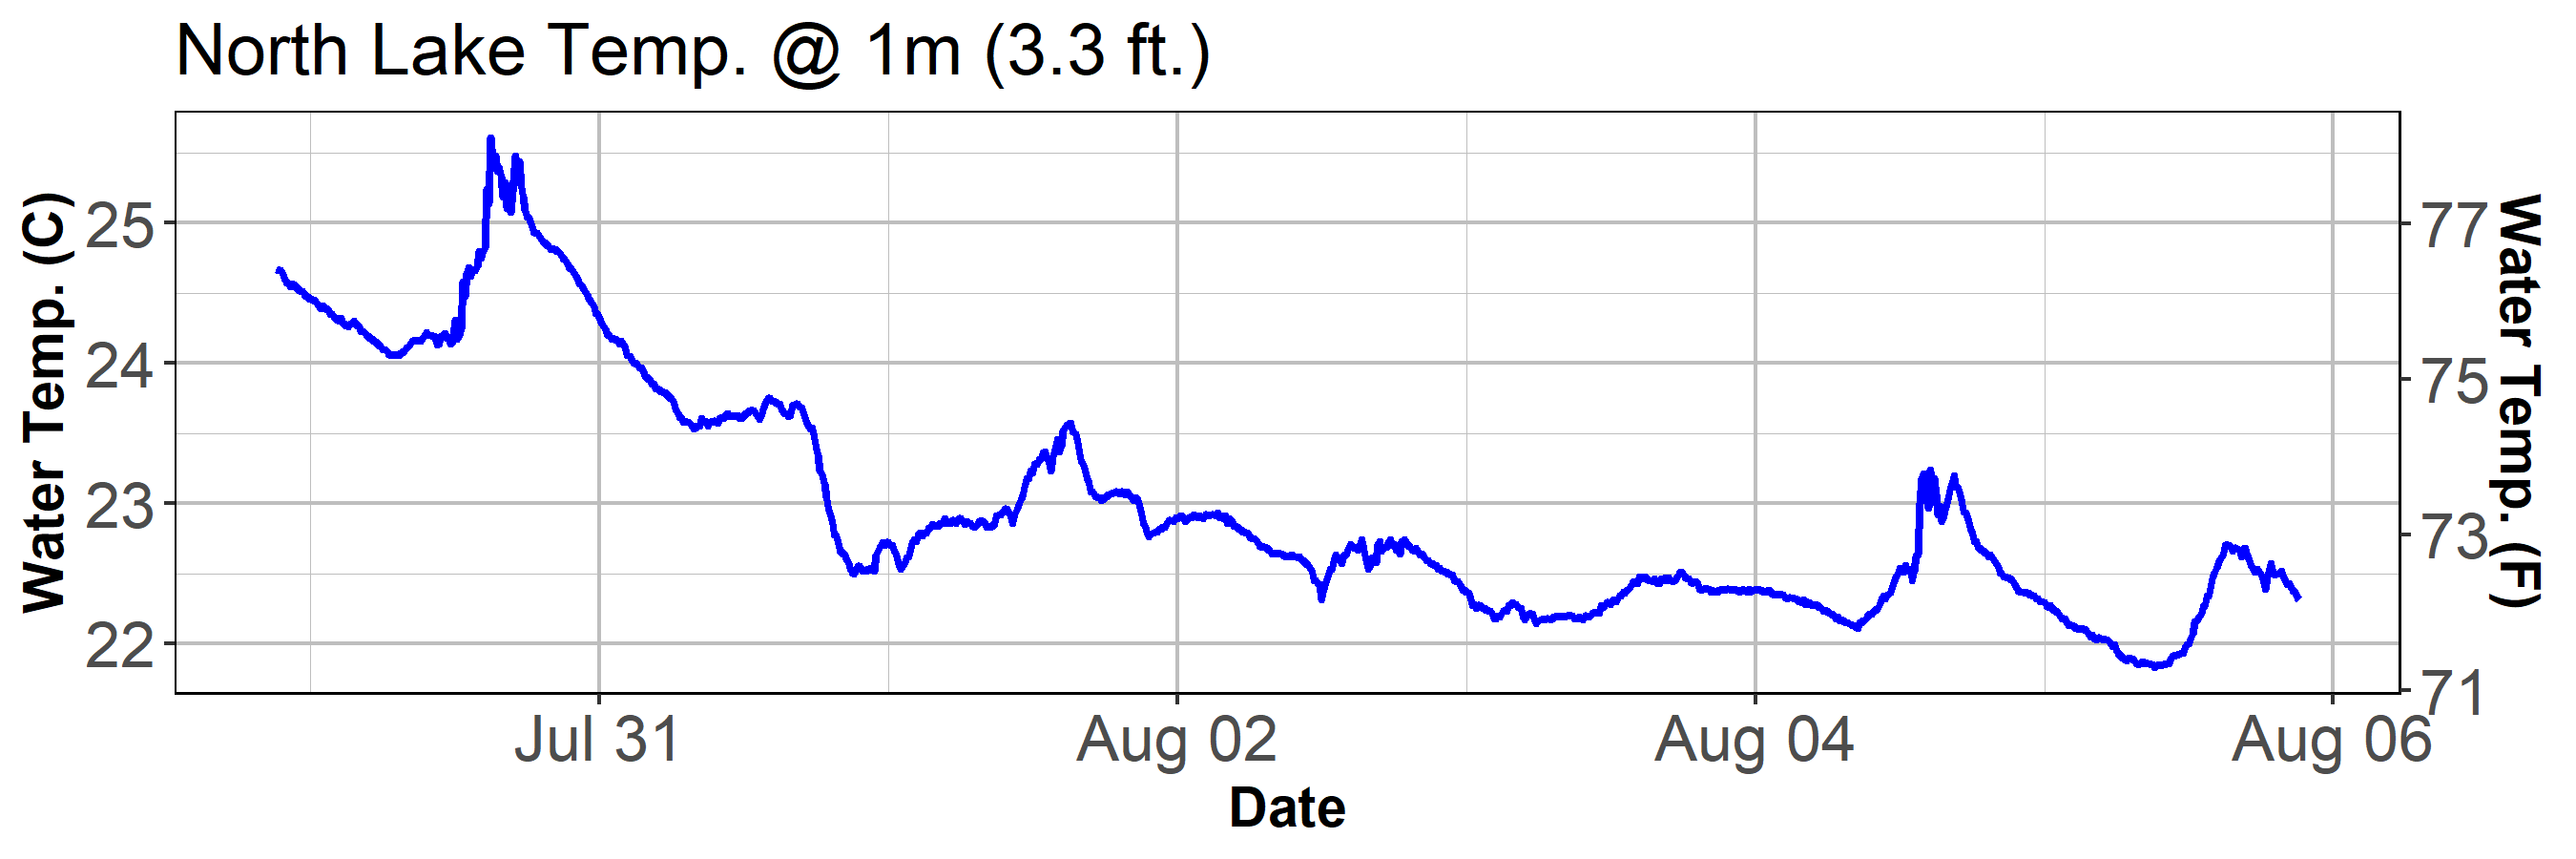 North Lake Temp. @ 1m (3.3 ft.)
Water Temp. (C)
25
24
23
22
77
75
73
71
Water Temp. (F)
Jul 31
Aug 02
Aug 04
Aug 06
Date